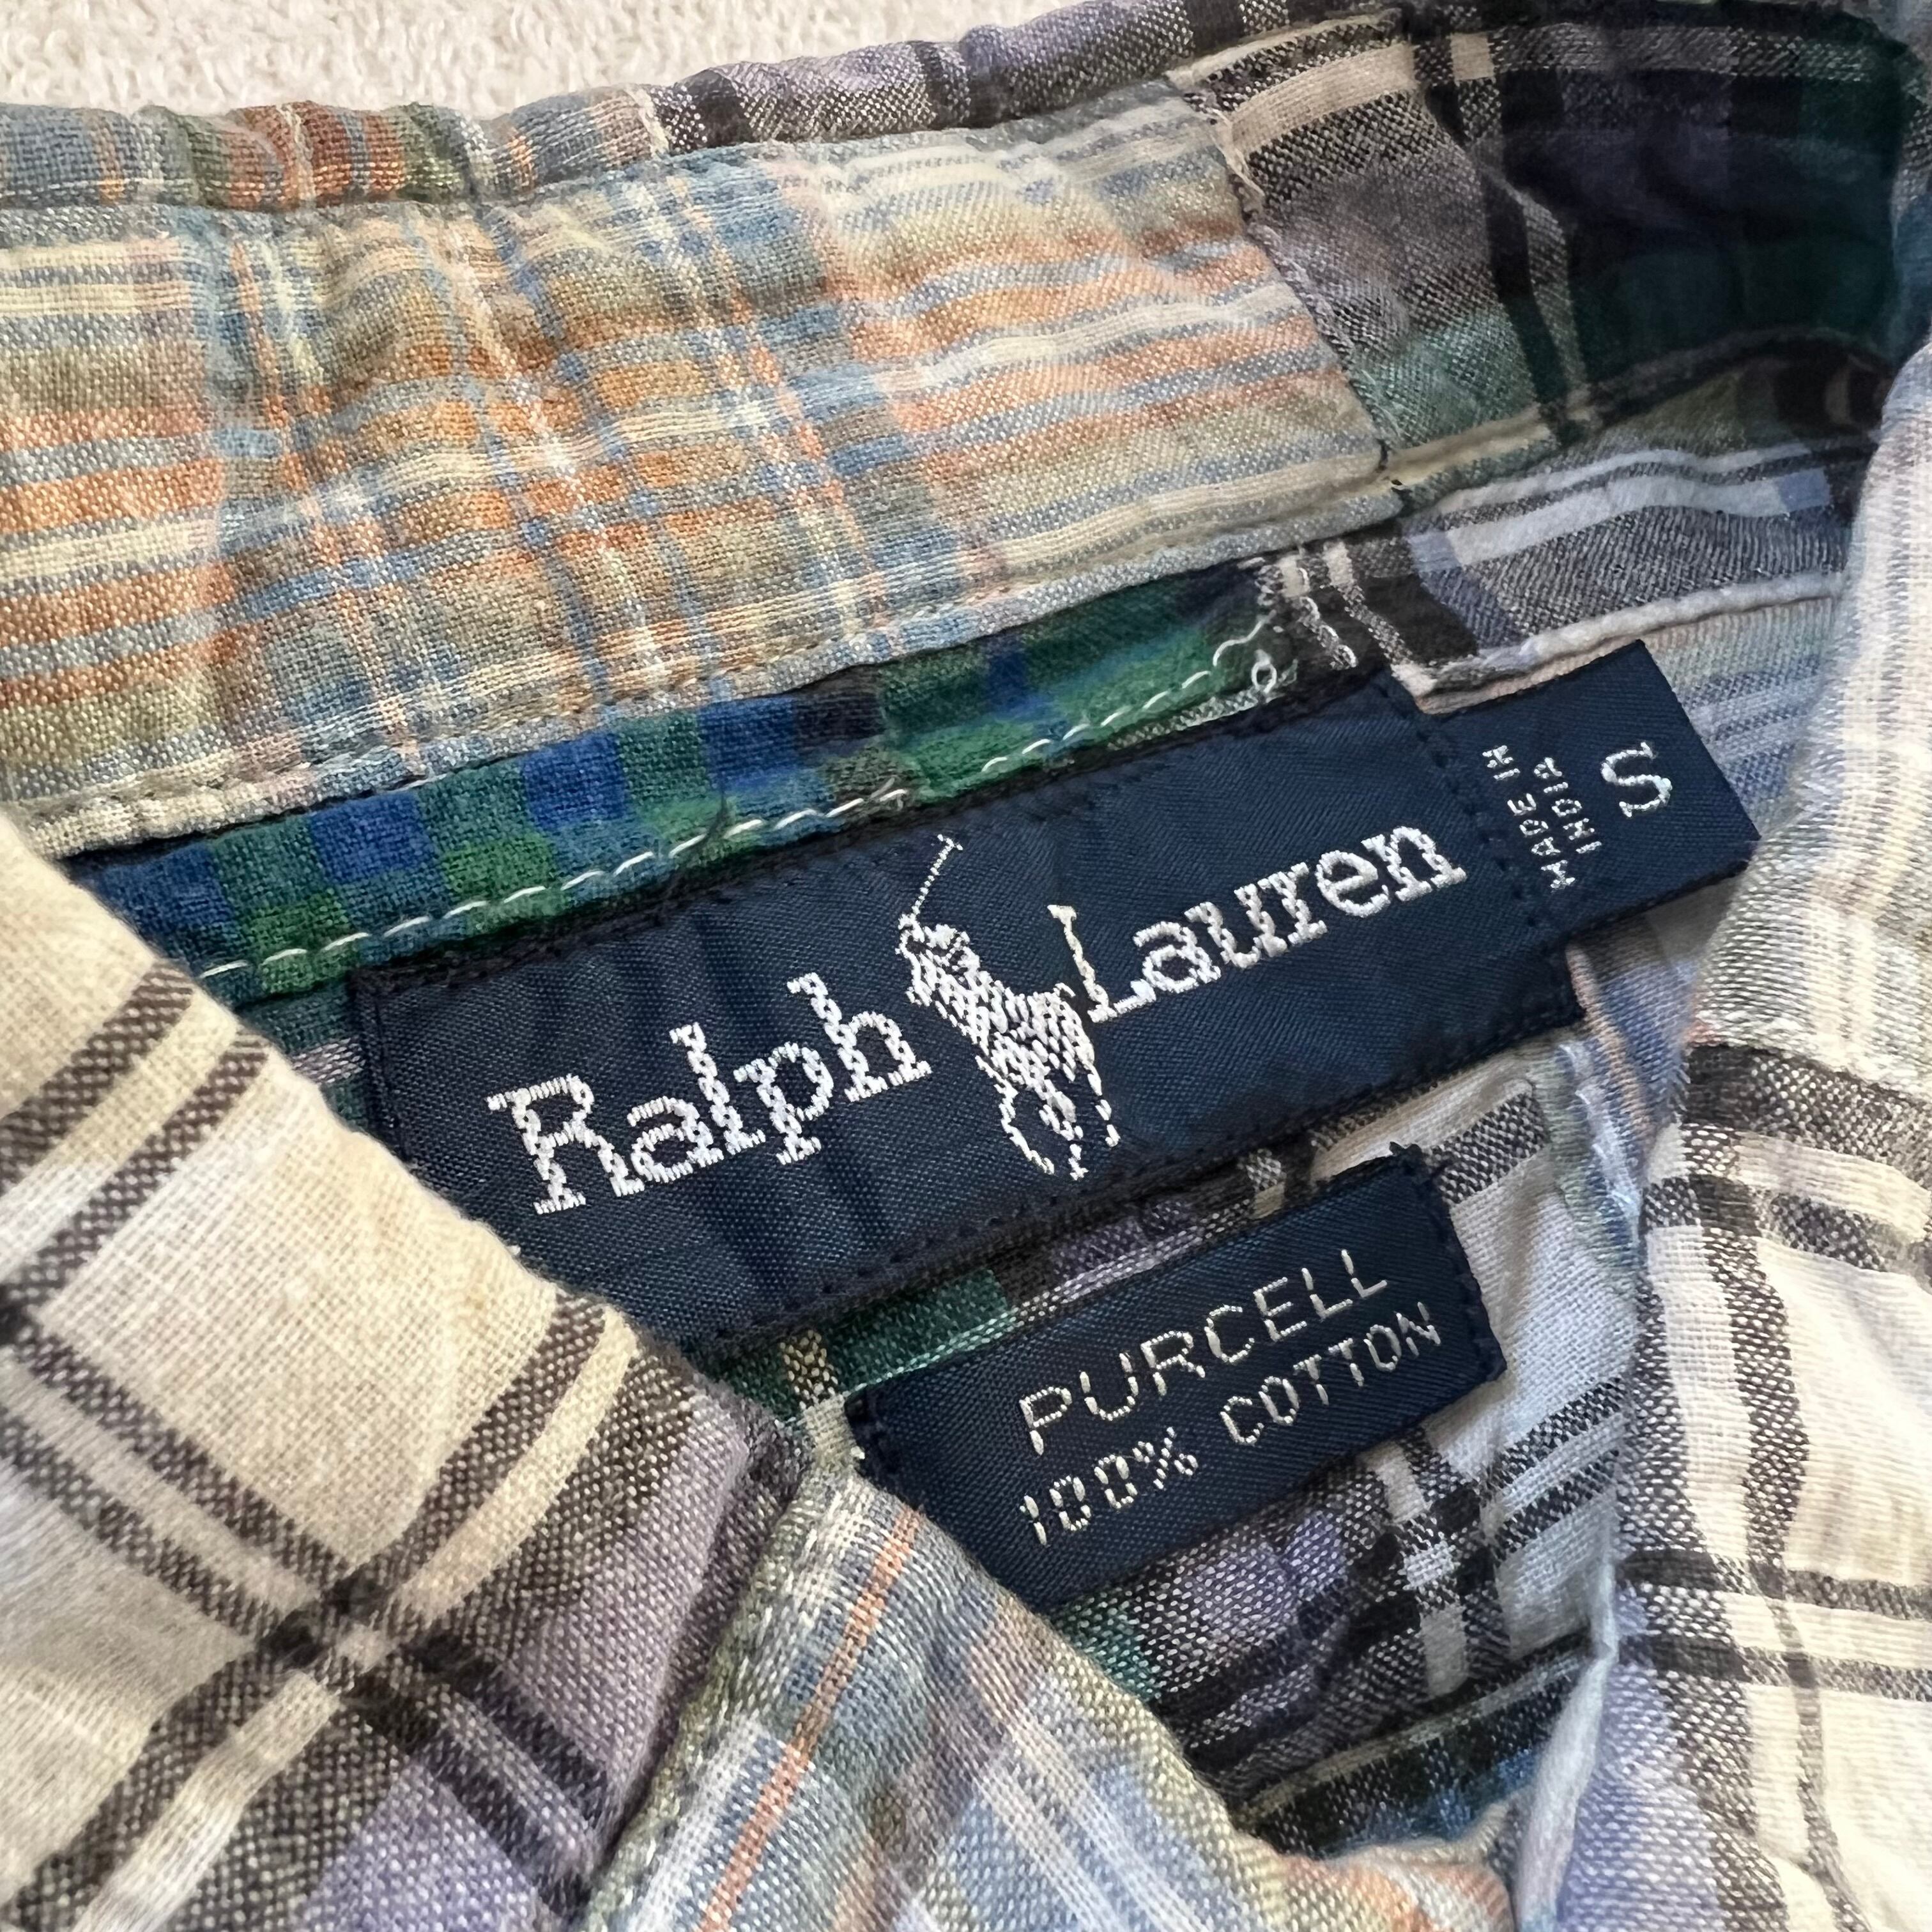 Ralph Lauren
MADE IN
INDIA
S
PURCELL
100% COTTON